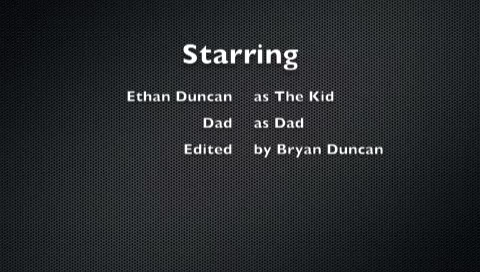 Starring
Ethan Duncan as The Kid
Dad as Dad
Edited by Bryan Duncan